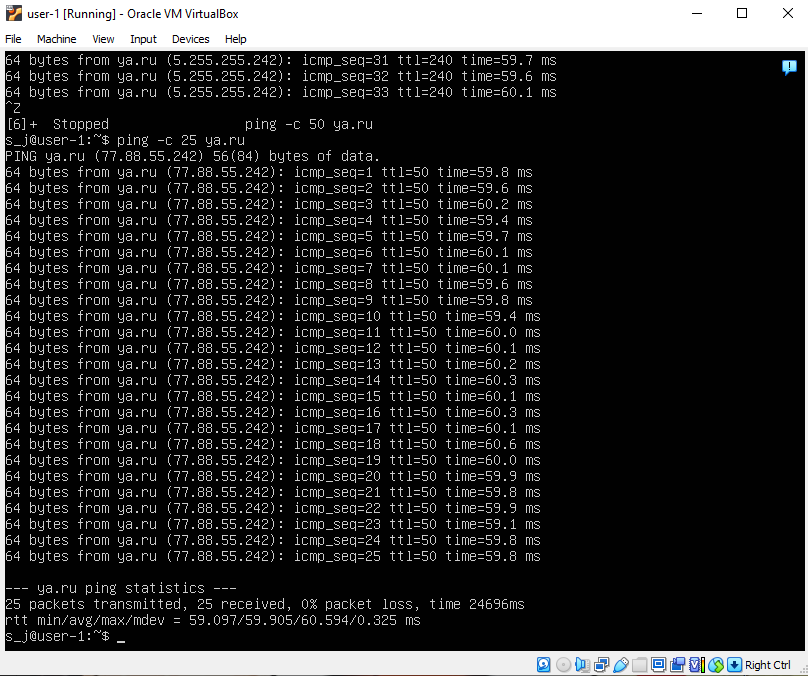 user-1 [Running] - Oracle VM VirtualBox
File Machine View Input Devices Help
64 bytes from ya.ru (5.255.255.242): icmp_seq=31 ttl=240 time=59.7 ms
64 bytes from ya.ru (5.255.255.242): icmp_seq=32 ttl=240 time=59.6 ms
64 bytes from ya.ru (5.255.255.242): icmp_seq=33 ttl=240 time=60.1 ms
^Z
[6]+  Stopped                 ping -c 50 ya.ru
s_j@user-1:~$ ping -c 25 ya.ru
PING ya.ru (77.88.55.242) 56(84) bytes of data.
64 bytes from ya.ru (77.88.55.242): icmp_seq=1 ttl=50 time=59.8 ms
64 bytes from ya.ru (77.88.55.242): icmp_seq=2 ttl=50 time=59.6 ms
64 bytes from ya.ru (77.88.55.242): icmp_seq=3 ttl=50 time=60.2 ms
64 bytes from ya.ru (77.88.55.242): icmp_seq=4 ttl=50 time=59.4 ms
64 bytes from ya.ru (77.88.55.242): icmp_seq=5 ttl=50 time=59.7 ms
64 bytes from ya.ru (77.88.55.242): icmp_seq=6 ttl=50 time=60.1 ms
64 bytes from ya.ru (77.88.55.242): icmp_seq=7 ttl=50 time=60.1 ms
64 bytes from ya.ru (77.88.55.242): icmp_seq=8 ttl=50 time=59.6 ms
64 bytes from ya.ru (77.88.55.242): icmp_seq=9 ttl=50 time=59.8 ms
64 bytes from ya.ru (77.88.55.242): icmp_seq=10 ttl=50 time=59.4 ms
64 bytes from ya.ru (77.88.55.242): icmp_seq=11 ttl=50 time=60.0 ms
64 bytes from ya.ru (77.88.55.242): icmp_seq=12 ttl=50 time=60.1 ms
64 bytes from ya.ru (77.88.55.242): icmp_seq=13 ttl=50 time=60.2 ms
64 bytes from ya.ru (77.88.55.242): icmp_seq=14 ttl=50 time=60.3 ms
64 bytes from ya.ru (77.88.55.242): icmp_seq=15 ttl=50 time=60.1 ms
64 bytes from ya.ru (77.88.55.242): icmp_seq=16 ttl=50 time=60.3 ms
64 bytes from ya.ru (77.88.55.242): icmp_seq=17 ttl=50 time=60.1 ms
64 bytes from ya.ru (77.88.55.242): icmp_seq=18 ttl=50 time=60.6 ms
64 bytes from ya.ru (77.88.55.242): icmp_seq=19 ttl=50 time=60.0 ms
64 bytes from ya.ru (77.88.55.242): icmp_seq=20 ttl=50 time=59.9 ms
64 bytes from ya.ru (77.88.55.242): icmp_seq=21 ttl=50 time=59.8 ms
64 bytes from ya.ru (77.88.55.242): icmp_seq=22 ttl=50 time=59.9 ms
64 bytes from ya.ru (77.88.55.242): icmp_seq=23 ttl=50 time=59.1 ms
64 bytes from ya.ru (77.88.55.242): icmp_seq=24 ttl=50 time=59.8 ms
64 bytes from ya.ru (77.88.55.242): icmp_seq=25 ttl=50 time=59.8 ms
--- ya.ru ping statistics ---
25 packets transmitted, 25 received, 0% packet loss, time 24696ms
rtt min/avg/max/mdev = 59.097/59.905/60.594/0.325 ms
s_j@user-1:~$ _
Right Ctrl